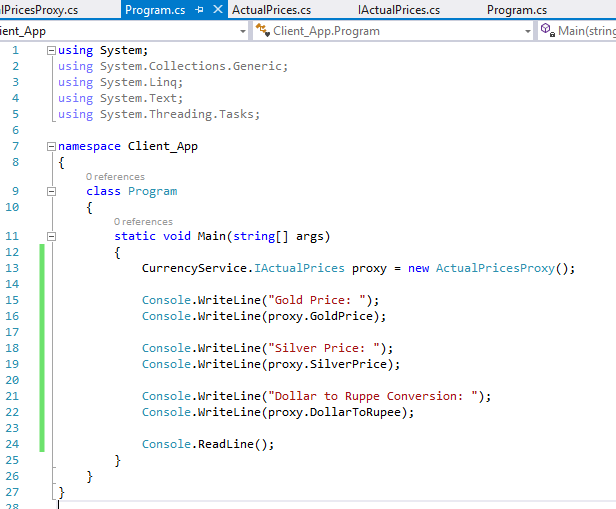 alPricesProxy.cs Program.cs ActualPrices.cs IActualPrices.cs Program.cs
ient_App Client_App.Program Main(string
1 using System;
2 using System.Collections.Generic;
3 using System.Linq;
4 using System.Text;
5 using System.Threading.Tasks;
6
7 namespace Client_App
8 {
0 references
9 class Program
10 {
0 references
11 static void Main(string[] args)
12 {
13 CurrencyService.IActualPrices proxy = new ActualPricesProxy();
14
15 Console.WriteLine("Gold Price: ");
16 Console.WriteLine(proxy.GoldPrice);
17
18 Console.WriteLine("Silver Price: ");
19 Console.WriteLine(proxy.SilverPrice);
20
21 Console.WriteLine("Dollar to Ruppe Conversion: ");
22 Console.WriteLine(proxy.DollarToRupee);
23
24 Console.ReadLine();
25 }
26 }
27 }
28